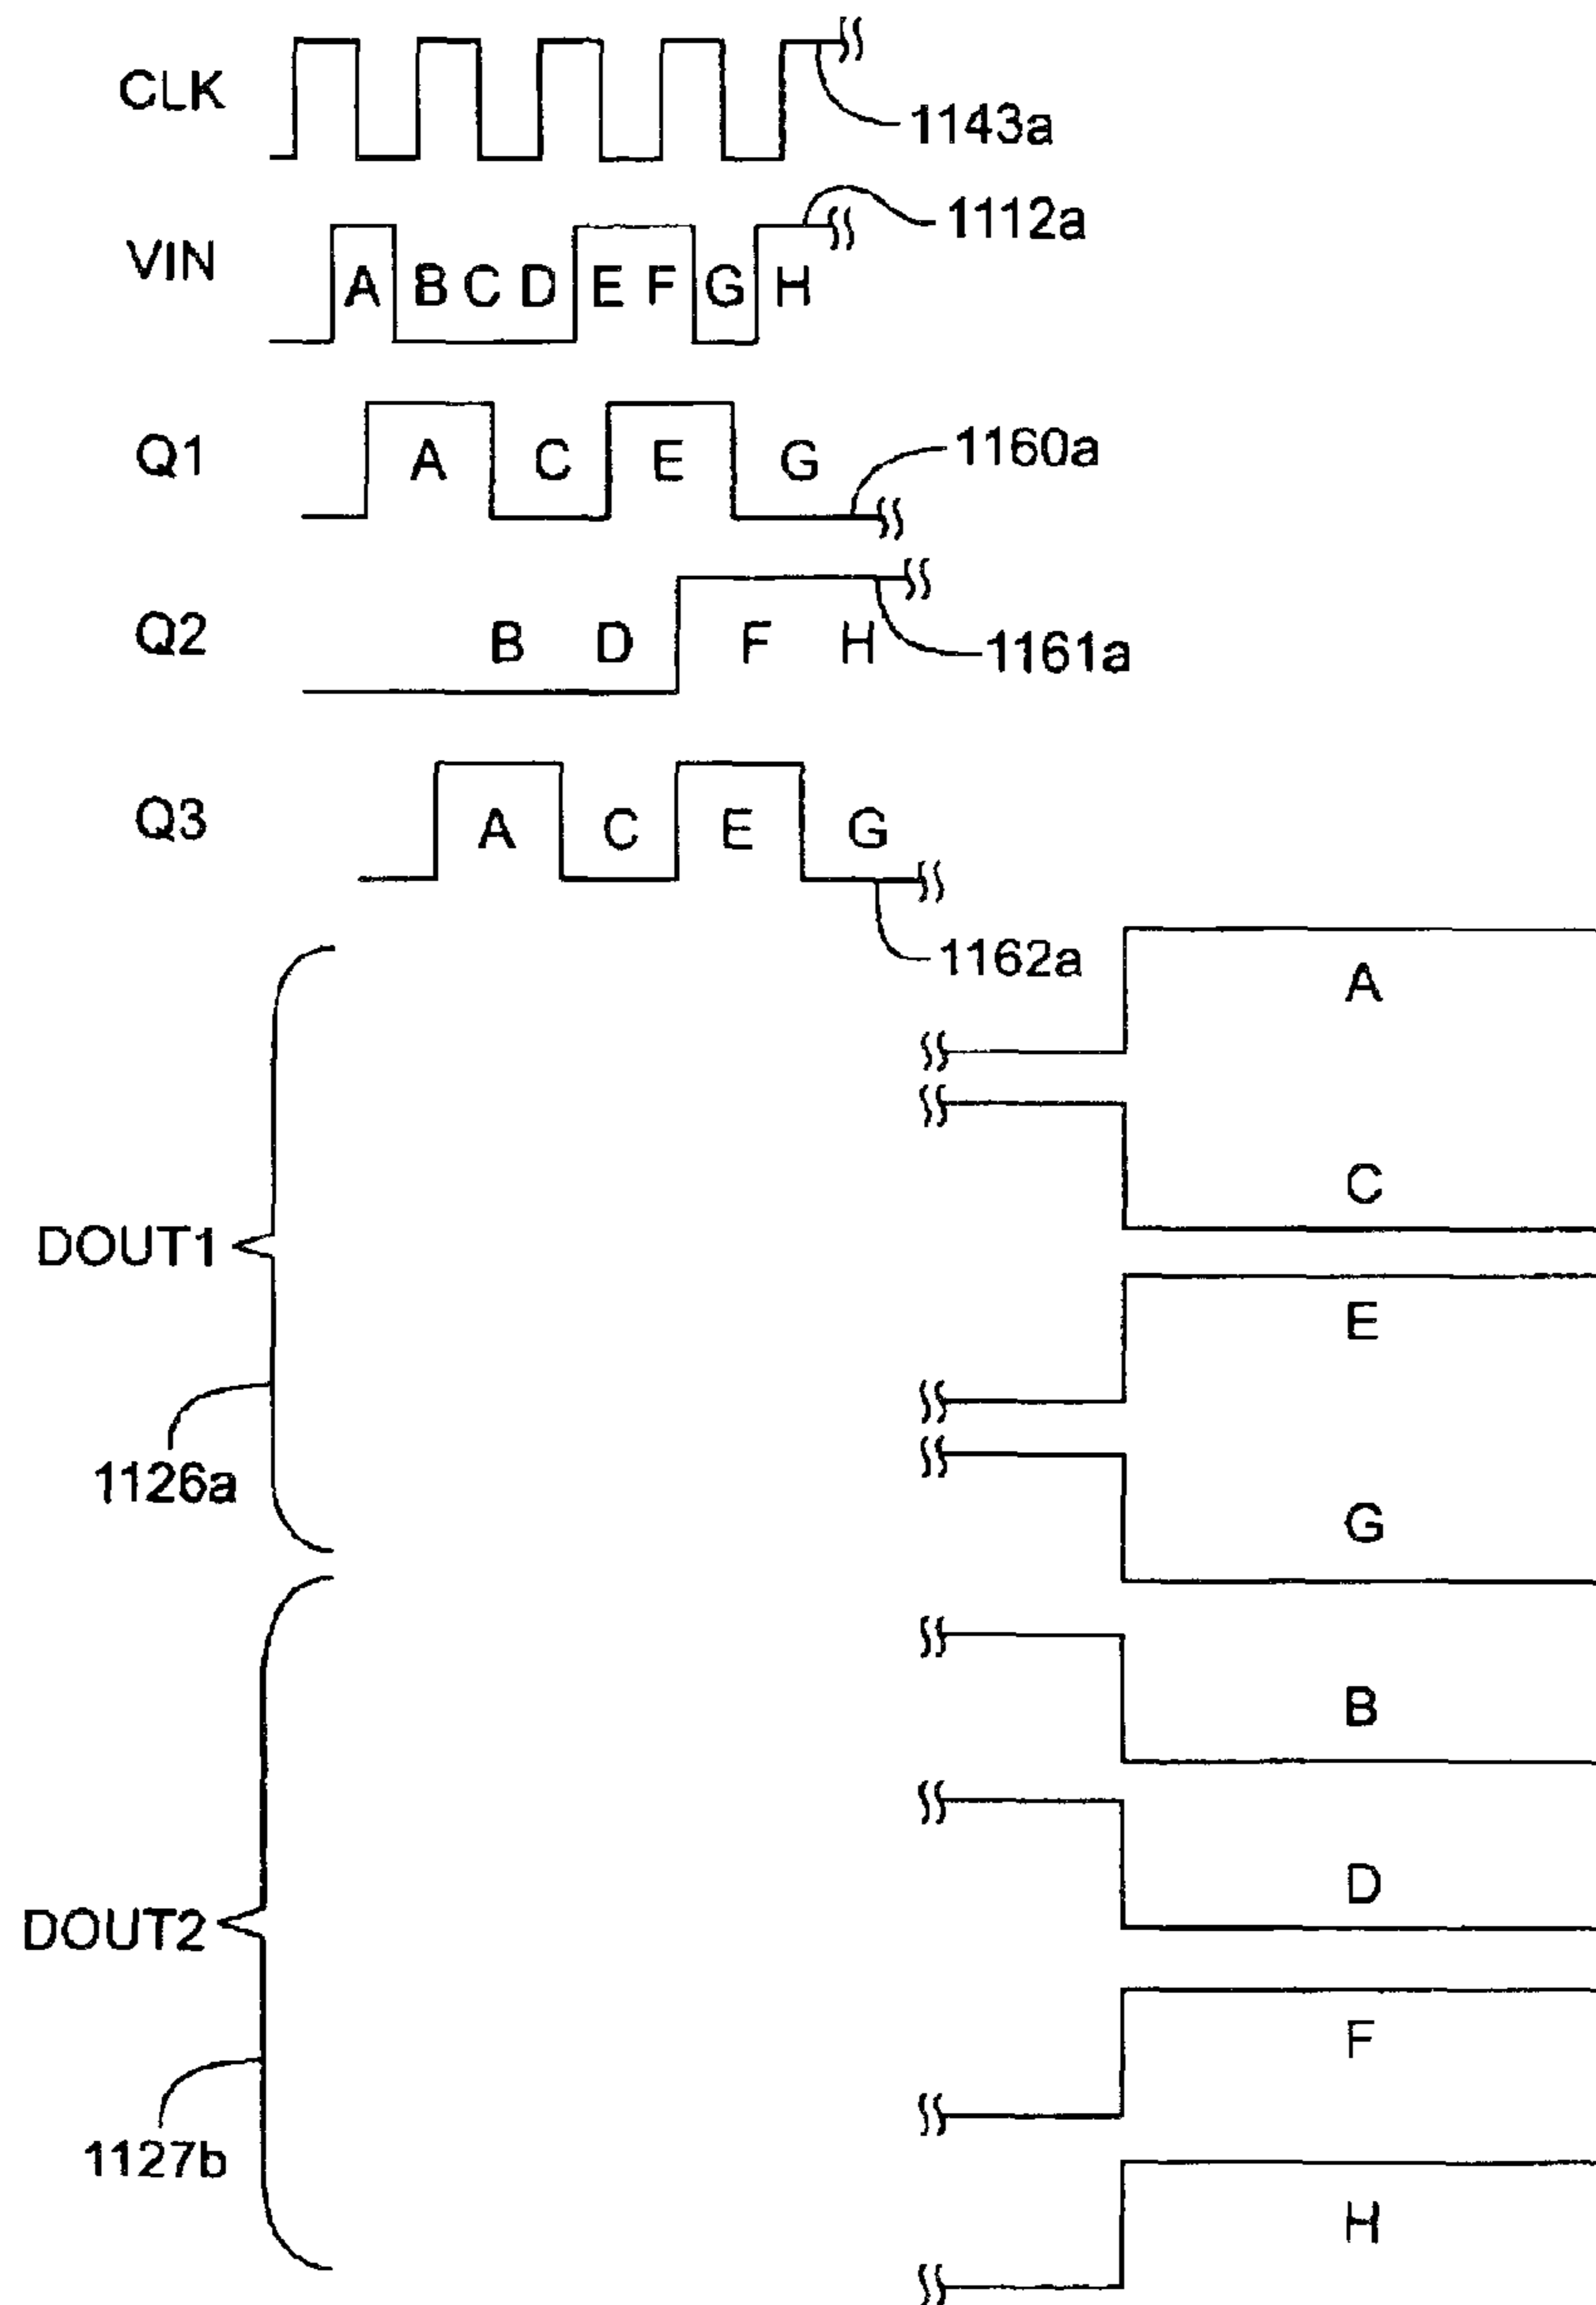 CLK
1143a
VIN A B C D E F G H
1112a
Q1 A C E G
1160a
Q2 B D F H
1161a
Q3 A C E G
1162a
DOUT1
1126a
A
C
E
G
DOUT2
1127b
B
D
F
H